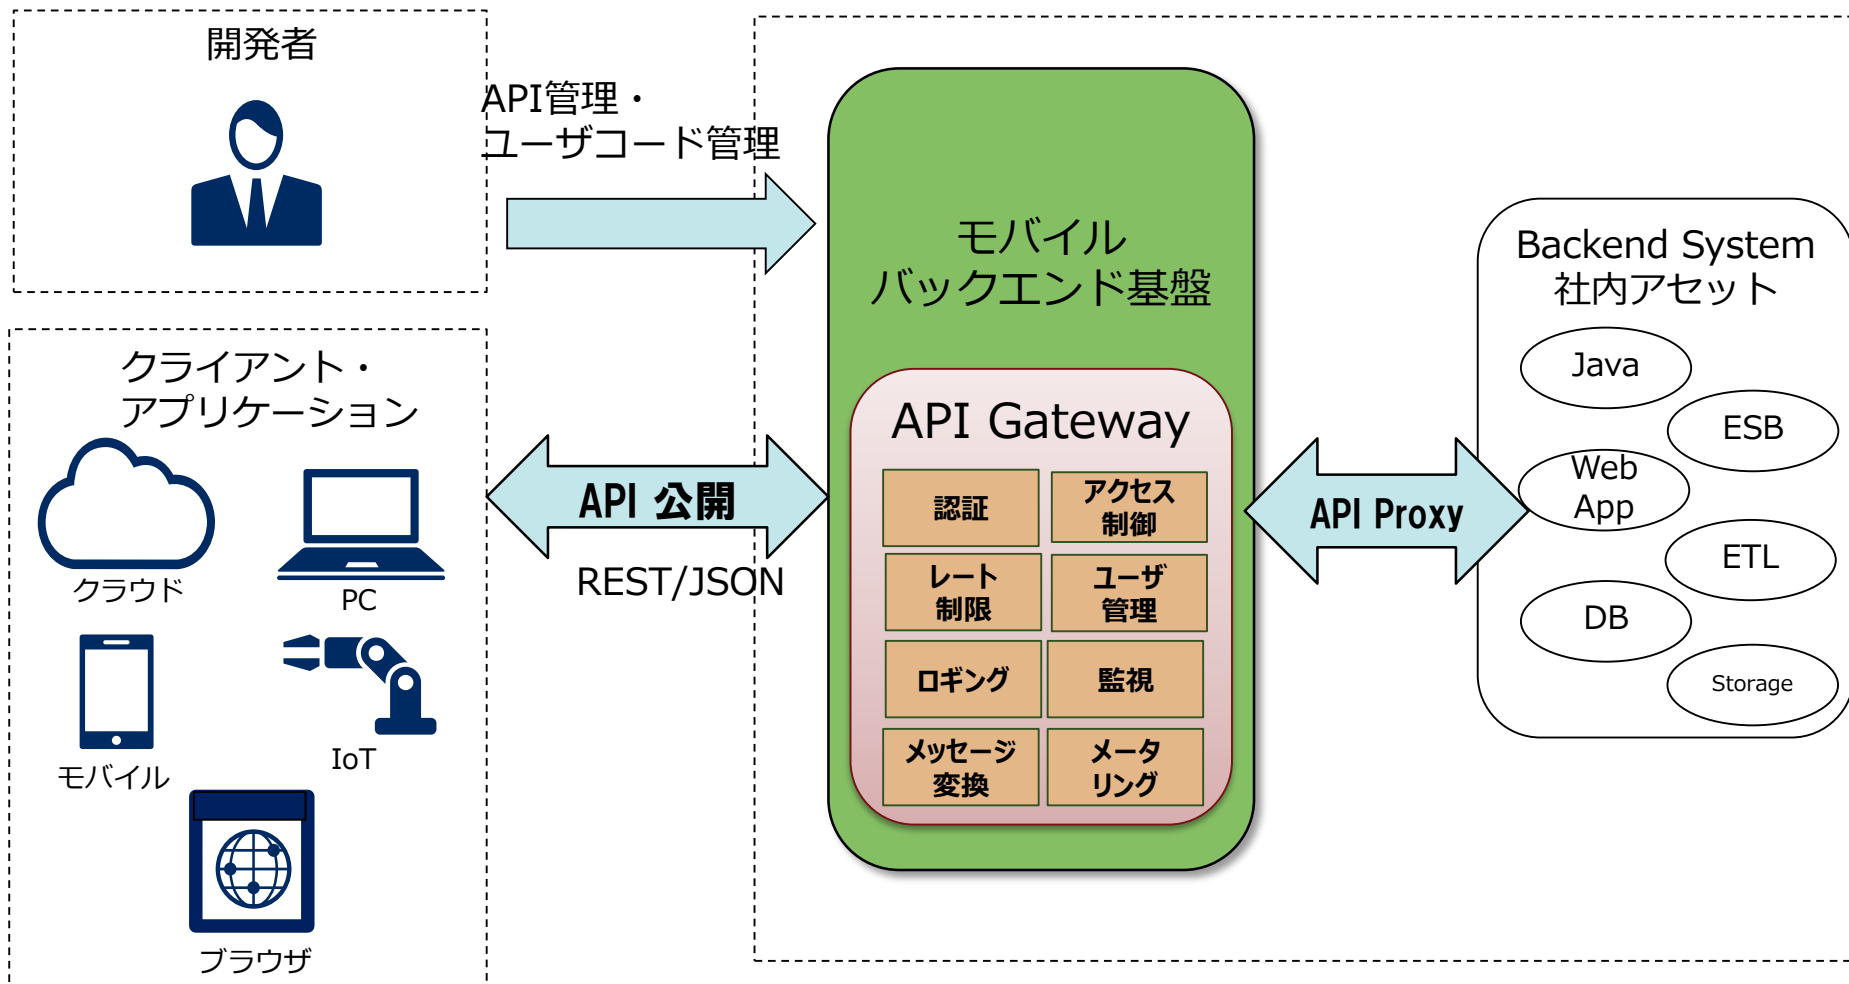 開発者
API管理・
ユーザコード管理
クライアント・
アプリケーション
クラウド
PC
モバイル
IoT
ブラウザ
API 公開
REST/JSON
モバイル
バックエンド基盤
API Gateway
認証
アクセス
制御
レート
制限
ユーザ
管理
ロギング
監視
メッセージ
変換
メータ
リング
API Proxy
Backend System
社内アセット
Java
ESB
Web
App
ETL
DB
Storage